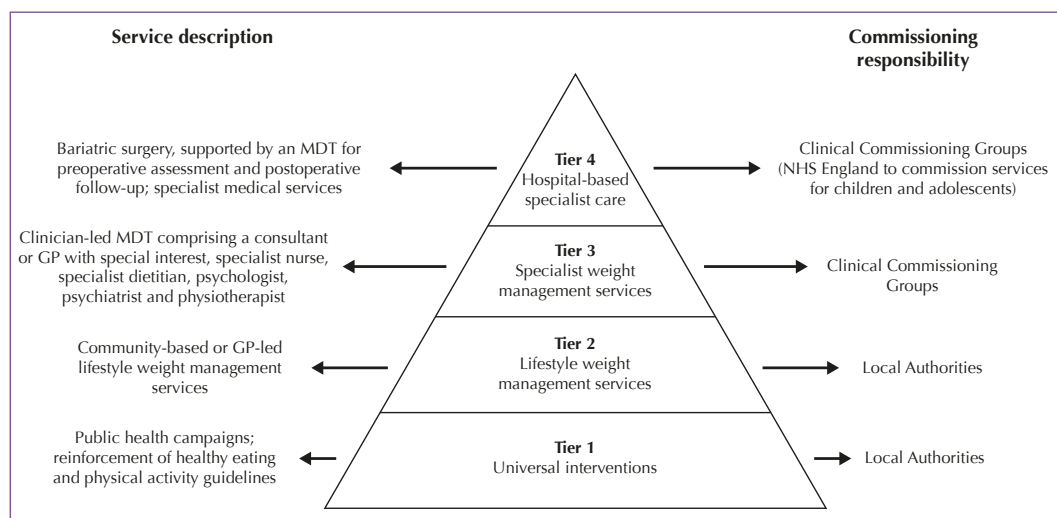 Service description
Commissioning
responsibility
Bariatric surgery, supported by an MDT for
preoperative assessment and postoperative
follow-up; specialist medical services
Tier 4
Hospital-based
specialist care
Clinical Commissioning Groups
(NHS England to commission services
for children and adolescents)
Clinician-led MDT comprising a consultant
or GP with special interest, specialist nurse,
specialist dietitian, psychologist,
psychiatrist and physiotherapist
Tier 3
Specialist weight
management services
Clinical Commissioning
Groups
Community-based or GP-led
lifestyle weight management
services
Tier 2
Lifestyle weight
management services
Local Authorities
Public health campaigns;
reinforcement of healthy eating
and physical activity guidelines
Tier 1
Universal interventions
Local Authorities